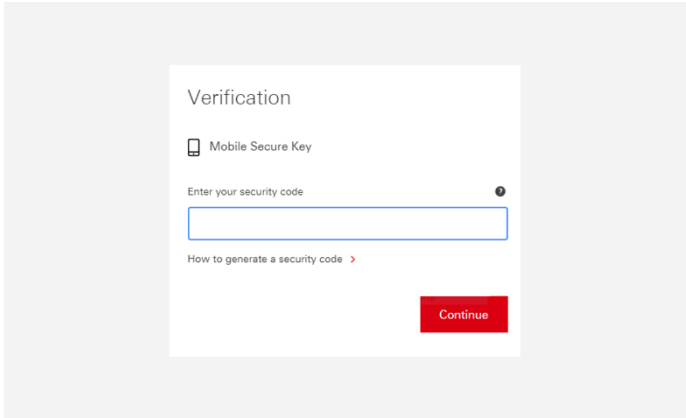 Verification
Mobile Secure Key
Enter your security code ?
How to generate a security code >
Continue